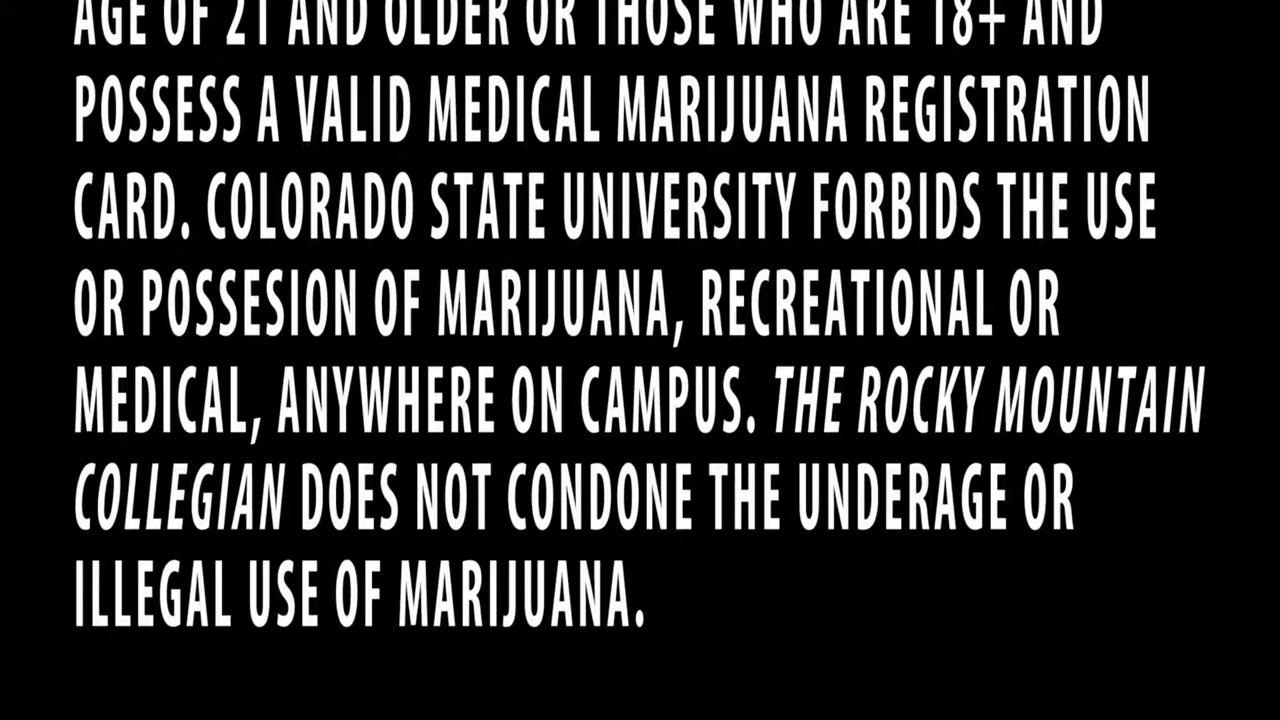 AGE OF 21 AND OLDER OR THOSE WHO ARE 18+ AND
POSSESS A VALID MEDICAL MARIJUANA REGISTRATION
CARD. COLORADO STATE UNIVERSITY FORBIDS THE USE
OR POSSESION OF MARIJUANA, RECREATIONAL OR
MEDICAL, ANYWHERE ON CAMPUS. THE ROCKY MOUNTAIN
COLLEGIAN DOES NOT CONDONE THE UNDERAGE OR
ILLEGAL USE OF MARIJUANA.